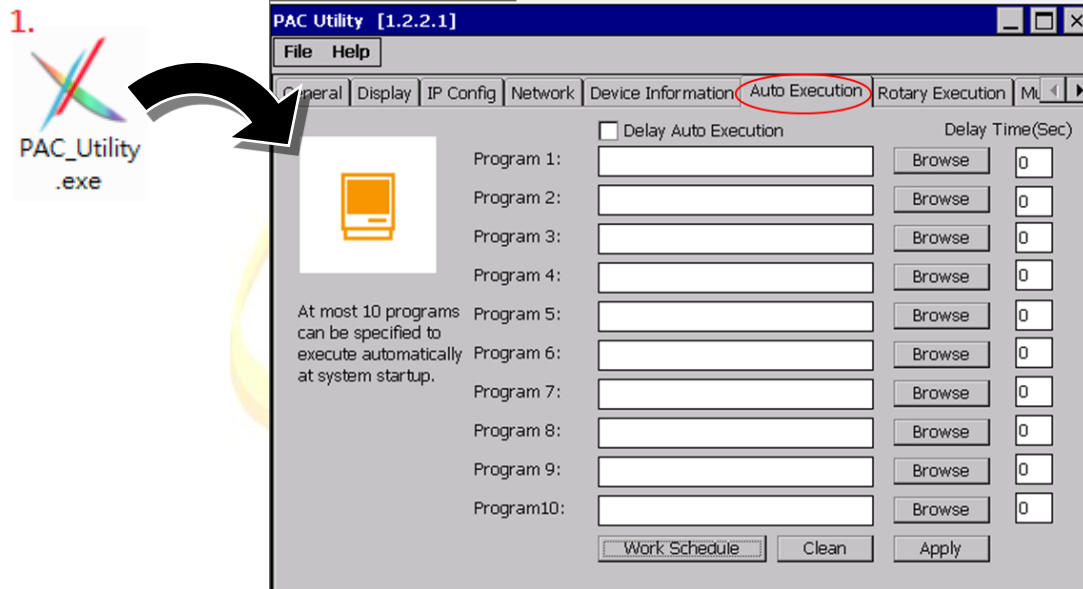 1.
PAC_Utility
.exe
PAC Utility [1.2.2.1]
File Help
General Display IP Config Network Device Information Auto Execution Rotary Execution
Delay Auto Execution Delay Time(Sec)
Program 1: Browse 0
Program 2: Browse 0
Program 3: Browse 0
Program 4: Browse 0
At most 10 programs
can be specified to
execute automatically
at system startup.
Program 5: Browse 0
Program 6: Browse 0
Program 7: Browse 0
Program 8: Browse 0
Program 9: Browse 0
Program10: Browse 0
Work Schedule Clean Apply